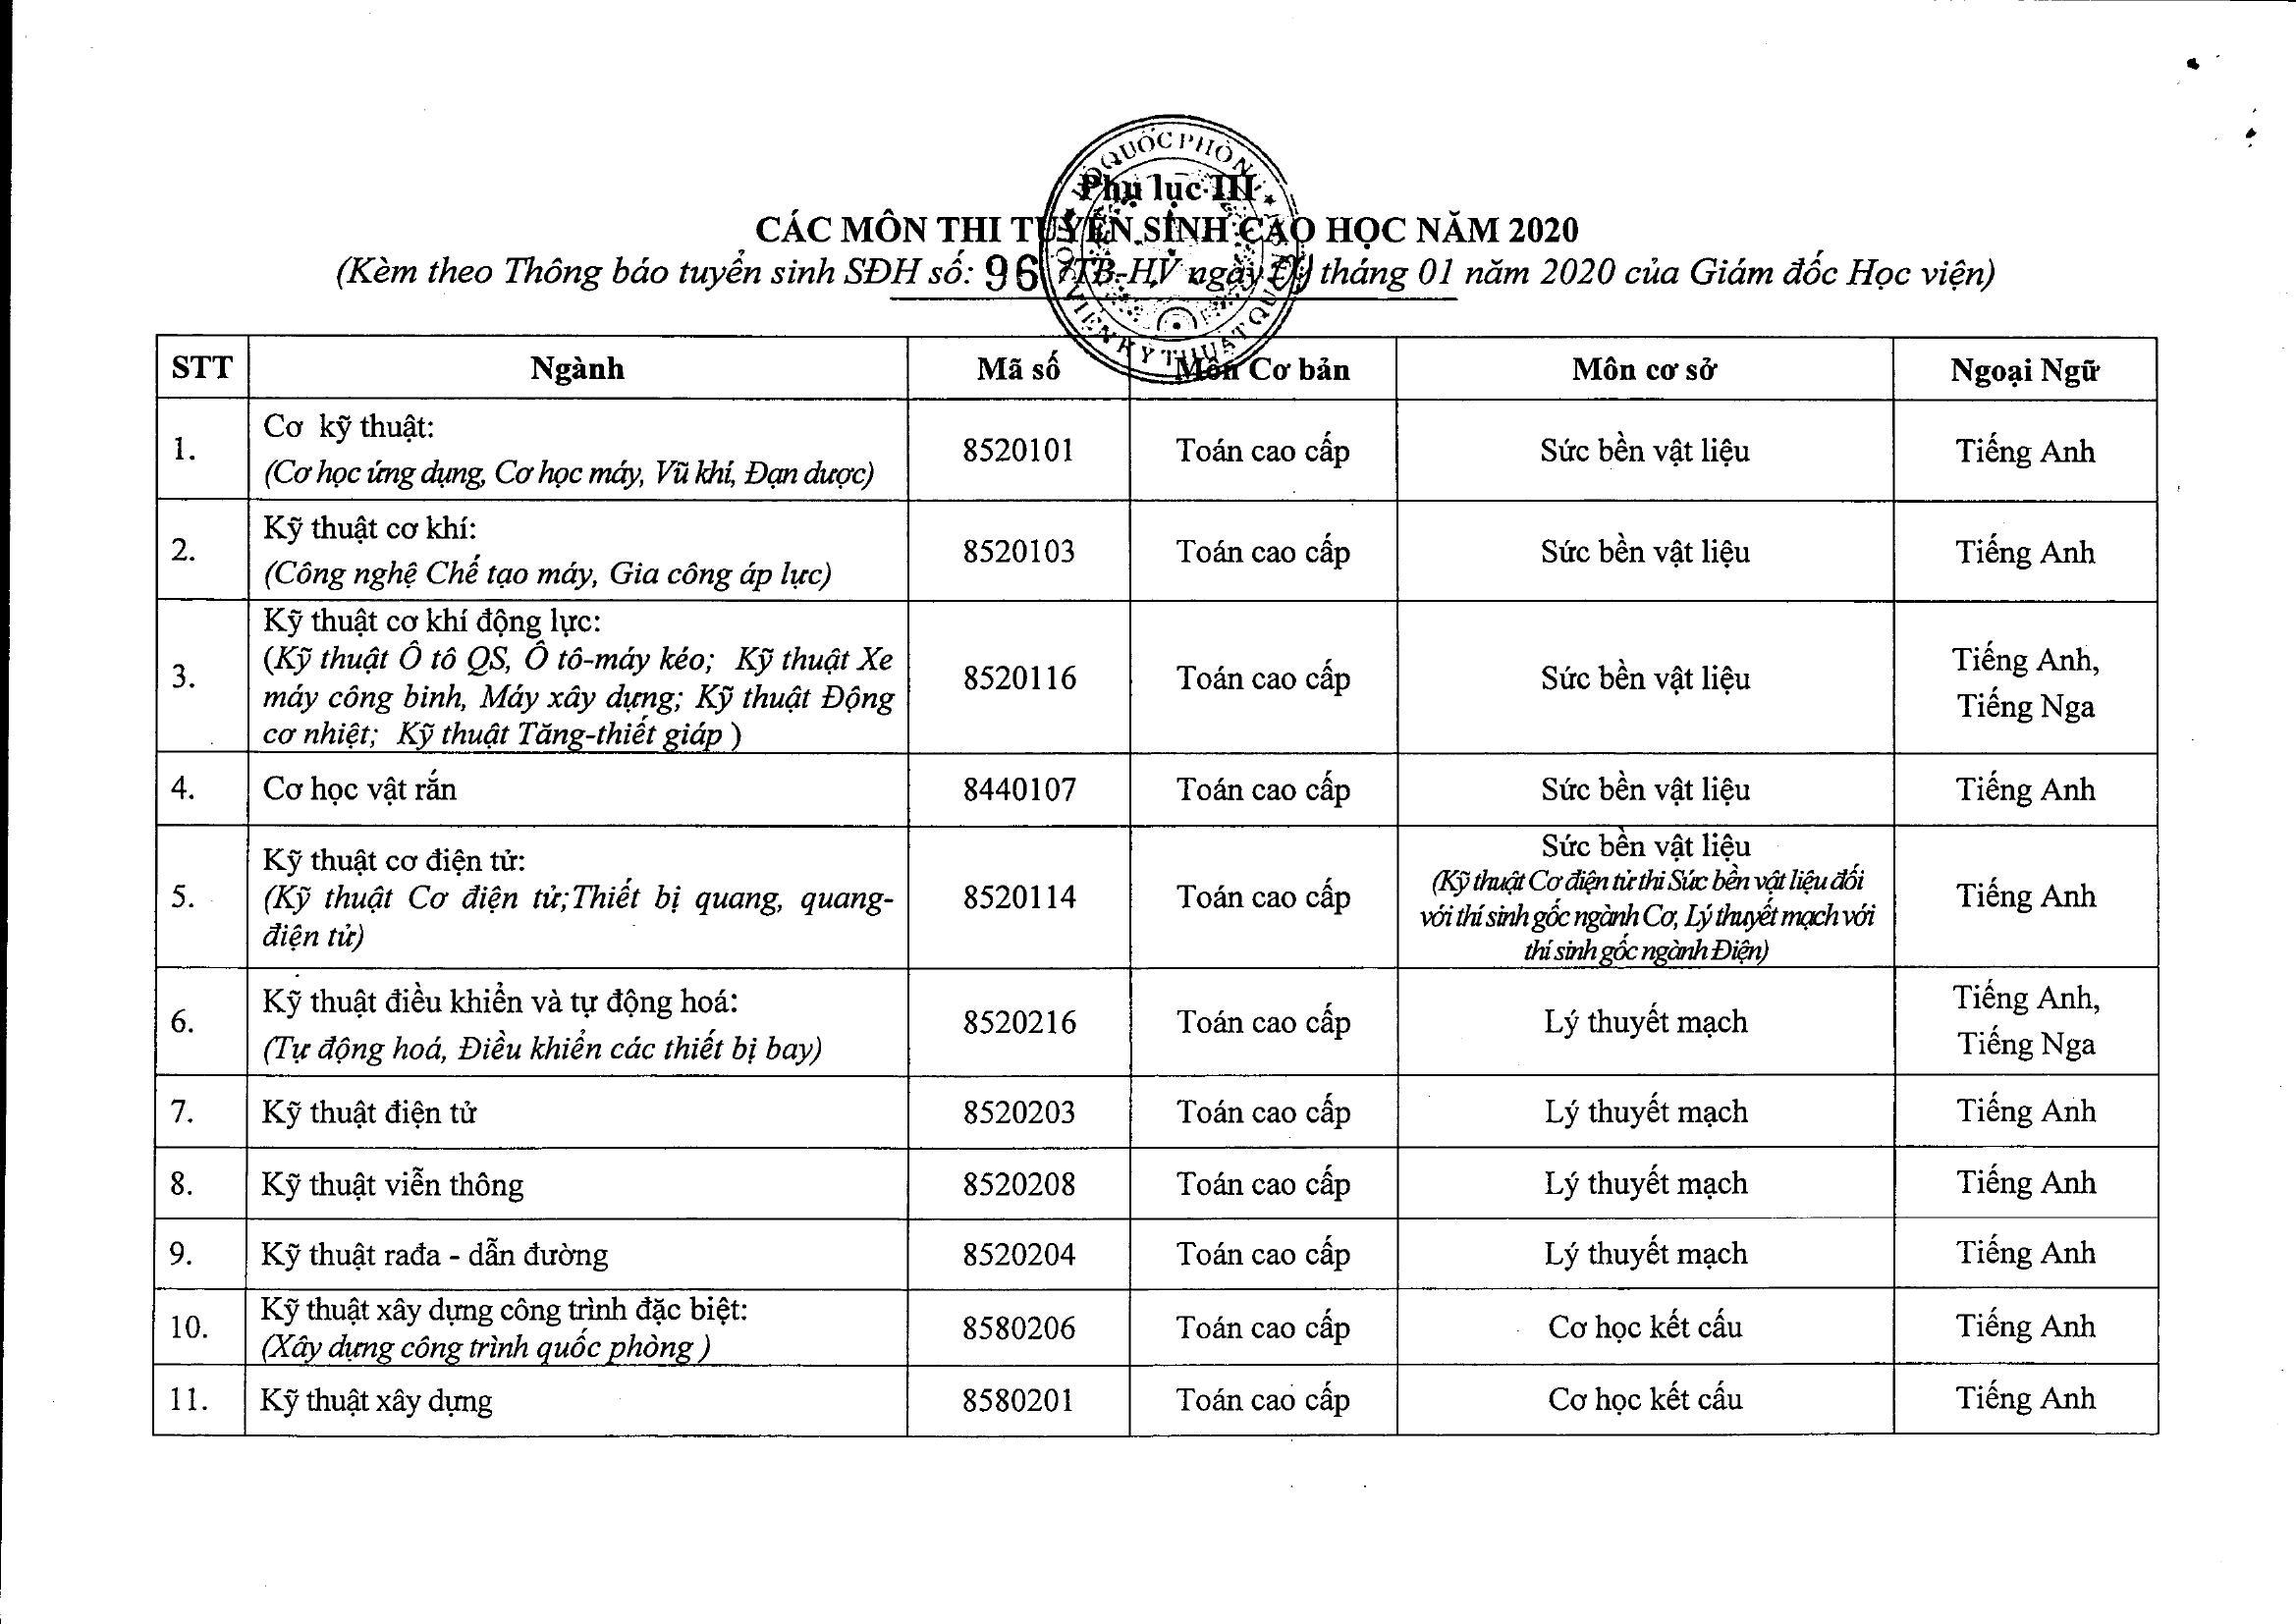 Phụ lục III
CÁC MÔN THI TUYỂN SINH CAO HỌC NĂM 2020
(Kèm theo Thông báo tuyển sinh SĐH số: 96 /TB-HV ngày tháng 01 năm 2020 của Giám đốc Học viện)
STT Ngành Mã số Môn Cơ bản Môn cơ sở Ngoại Ngữ
1. Cơ kỹ thuật:
(Cơ học ứng dụng, Cơ học máy, Vũ khí, Đạn dược)
8520101 Toán cao cấp Sức bền vật liệu Tiếng Anh
2. Kỹ thuật cơ khí:
(Công nghệ Chế tạo máy, Gia công áp lực)
8520103 Toán cao cấp Sức bền vật liệu Tiếng Anh
3. Kỹ thuật cơ khí động lực:
(Kỹ thuật Ô tô QS, Ô tô-máy kéo; Kỹ thuật Xe
máy công binh, Máy xây dựng; Kỹ thuật Động
cơ nhiệt; Kỹ thuật Tăng-thiết giáp )
8520116 Toán cao cấp Sức bền vật liệu Tiếng Anh,
Tiếng Nga
4. Cơ học vật rắn 8440107 Toán cao cấp Sức bền vật liệu Tiếng Anh
5. Kỹ thuật cơ điện tử:
(Kỹ thuật Cơ điện tử;Thiết bị quang, quang-
điện tử)
8520114 Toán cao cấp Sức bền vật liệu
(Kỹ thuật Cơ điện tử thi Sức bền vật liệu đối
với thí sinh gốc ngành Cơ, Lý thuyết mạch với
thí sinh gốc ngành Điện)
Tiếng Anh
6. Kỹ thuật điều khiển và tự động hoá:
(Tự động hoá, Điều khiển các thiết bị bay)
8520216 Toán cao cấp Lý thuyết mạch Tiếng Anh,
Tiếng Nga
7. Kỹ thuật điện tử 8520203 Toán cao cấp Lý thuyết mạch Tiếng Anh
8. Kỹ thuật viễn thông 8520208 Toán cao cấp Lý thuyết mạch Tiếng Anh
9. Kỹ thuật rađa - dẫn đường 8520204 Toán cao cấp Lý thuyết mạch Tiếng Anh
10. Kỹ thuật xây dựng công trình đặc biệt:
(Xây dựng công trình quốc phòng )
8580206 Toán cao cấp Cơ học kết cấu Tiếng Anh
11. Kỹ thuật xây dựng 8580201 Toán cao cấp Cơ học kết cấu Tiếng Anh